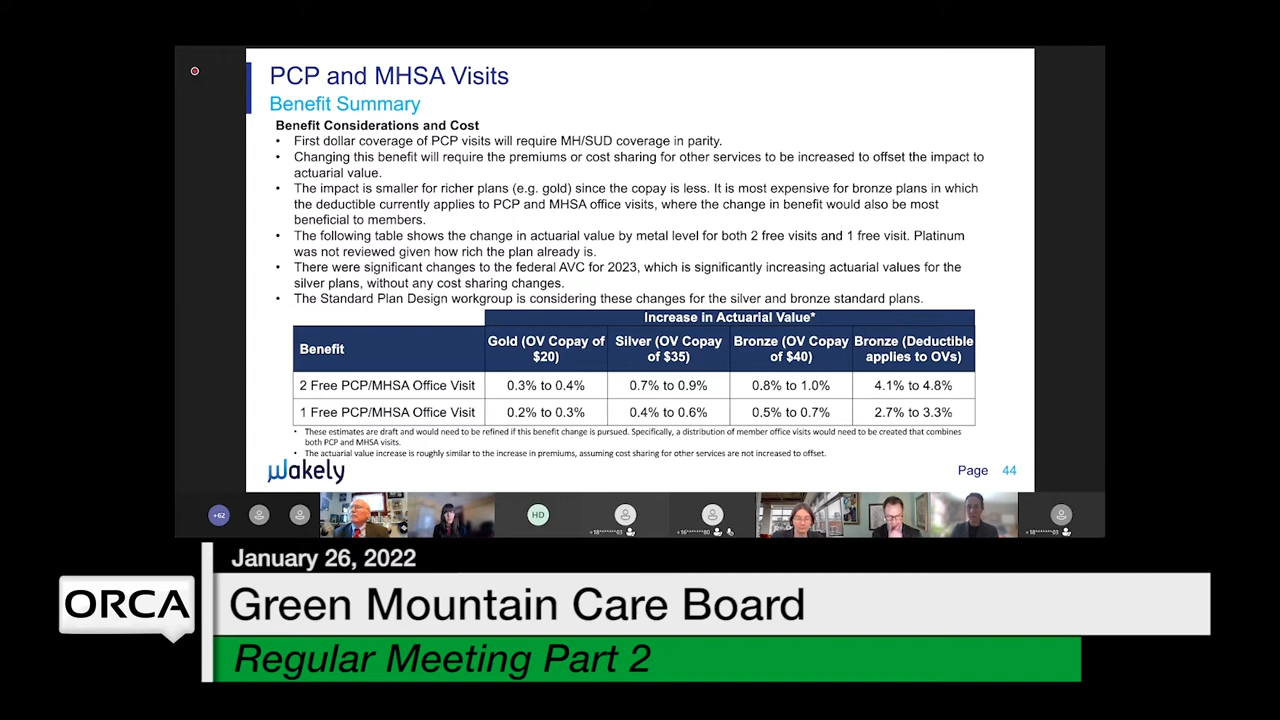 PCP and MHSA Visits
Benefit Summary
Benefit Considerations and Cost
• First dollar coverage of PCP visits will require MH/SUD coverage in parity.
• Changing this benefit will require the premiums or cost sharing for other services to be increased to offset the impact to
actuarial value.
• The impact is smaller for richer plans (e.g. gold) since the copay is less. It is most expensive for bronze plans in which
the deductible currently applies to PCP and MHSA office visits, where the change in benefit would also be most
beneficial to members.
• The following table shows the change in actuarial value by metal level for both 2 free visits and 1 free visit. Platinum
was not reviewed given how rich the plan already is.
• There were significant changes to the federal AVC for 2023, which is significantly increasing actuarial values for the
silver plans, without any cost sharing changes.
• The Standard Plan Design workgroup is considering these changes for the silver and bronze standard plans.
Increase in Actuarial Value*
Benefit
Gold (OV Copay of
$20)
Silver (OV Copay
of $35)
Bronze (OV Copay
of $40)
Bronze (Deductible
applies to OVs)
2 Free PCP/MHSA Office Visit 0.3% to 0.4% 0.7% to 0.9% 0.8% to 1.0% 4.1% to 4.8%
1 Free PCP/MHSA Office Visit 0.2% to 0.3% 0.4% to 0.6% 0.5% to 0.7% 2.7% to 3.3%
• These estimates are draft and would need to be refined if this benefit change is pursued. Specifically, a distribution of member office visits would need to be created that combines
both PCP and MHSA visits.
• The actuarial value increase is roughly similar to the increase in premiums, assuming cost sharing for other services are not increased to offset.
wakely
Page 44
+62
HD
+18*******03
+16*******80
+18*******03
January 26, 2022
ORCA
Green Mountain Care Board
Regular Meeting Part 2